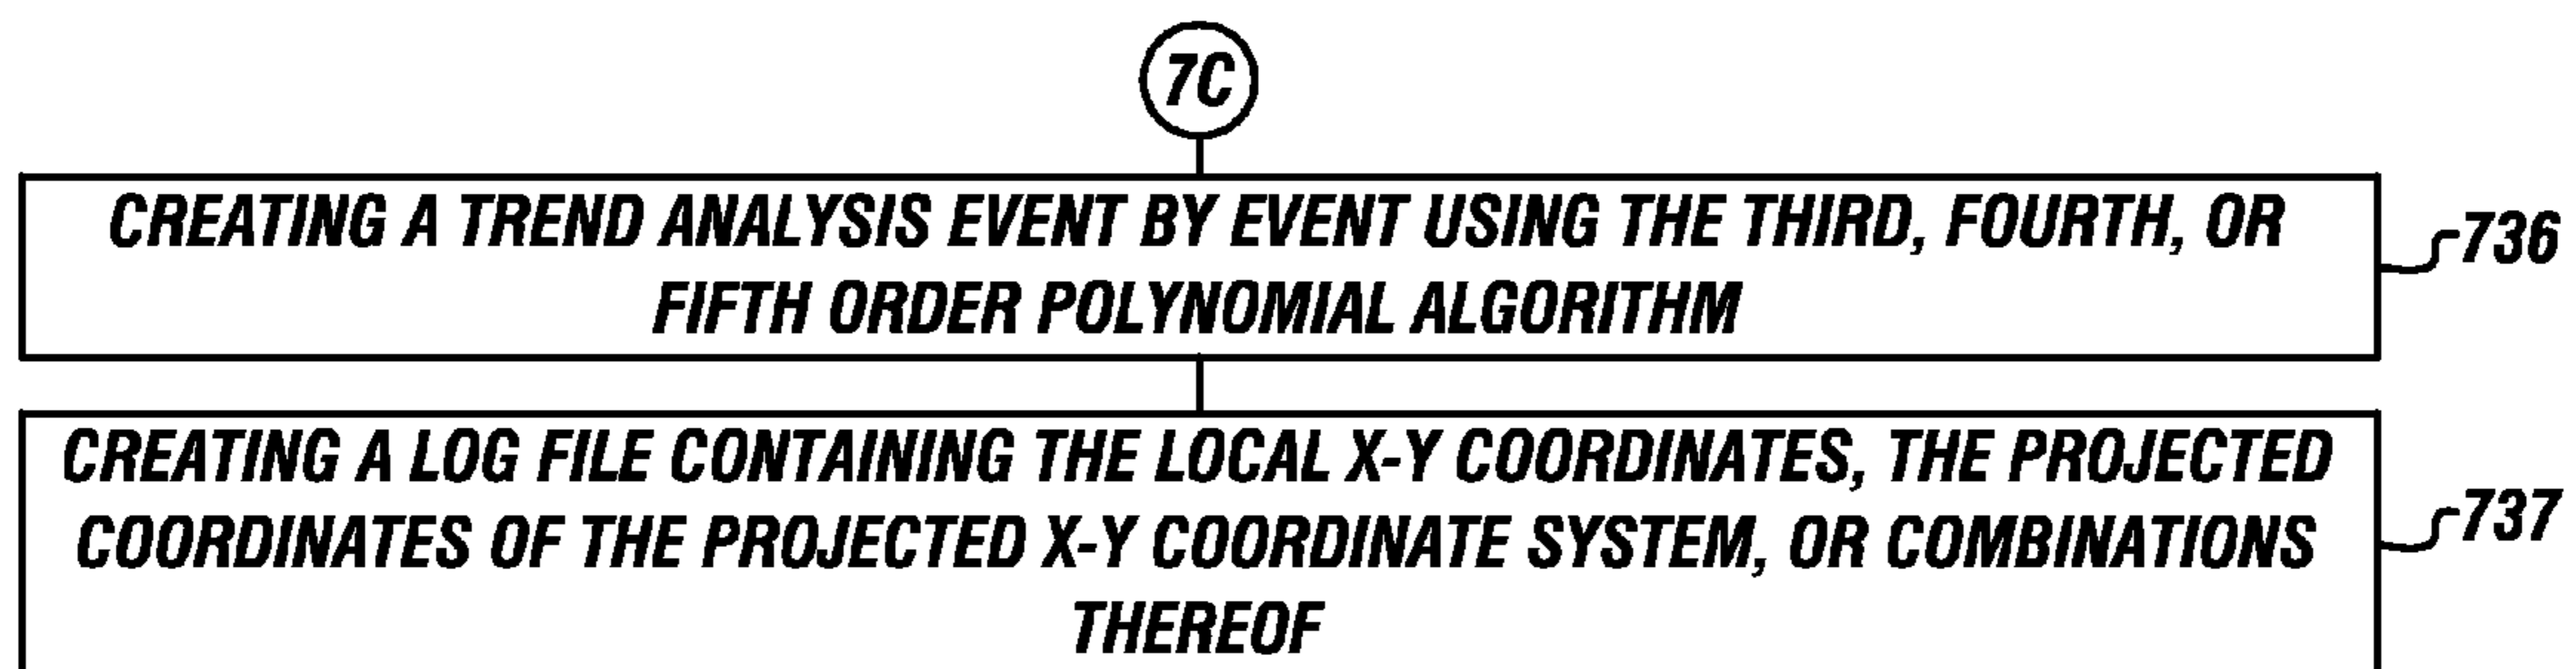 7C
CREATING A TREND ANALYSIS EVENT BY EVENT USING THE THIRD, FOURTH, OR
FIFTH ORDER POLYNOMIAL ALGORITHM
736
CREATING A LOG FILE CONTAINING THE LOCAL X-Y COORDINATES, THE PROJECTED
COORDINATES OF THE PROJECTED X-Y COORDINATE SYSTEM, OR COMBINATIONS
THEREOF
737